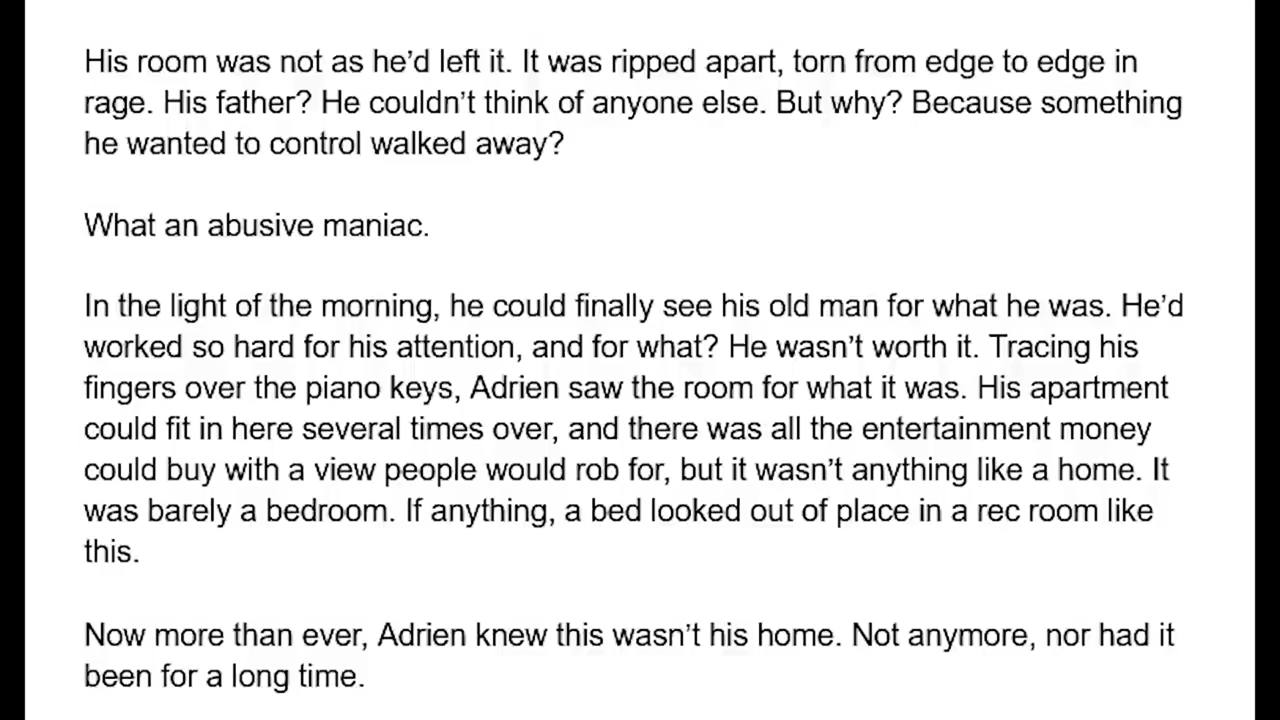 His room was not as he’d left it. It was ripped apart, torn from edge to edge in
rage. His father? He couldn’t think of anyone else. But why? Because something
he wanted to control walked away?
What an abusive maniac.
In the light of the morning, he could finally see his old man for what he was. He’d
worked so hard for his attention, and for what? He wasn’t worth it. Tracing his
fingers over the piano keys, Adrien saw the room for what it was. His apartment
could fit in here several times over, and there was all the entertainment money
could buy with a view people would rob for, but it wasn’t anything like a home. It
was barely a bedroom. If anything, a bed looked out of place in a rec room like
this.
Now more than ever, Adrien knew this wasn’t his home. Not anymore, nor had it
been for a long time.